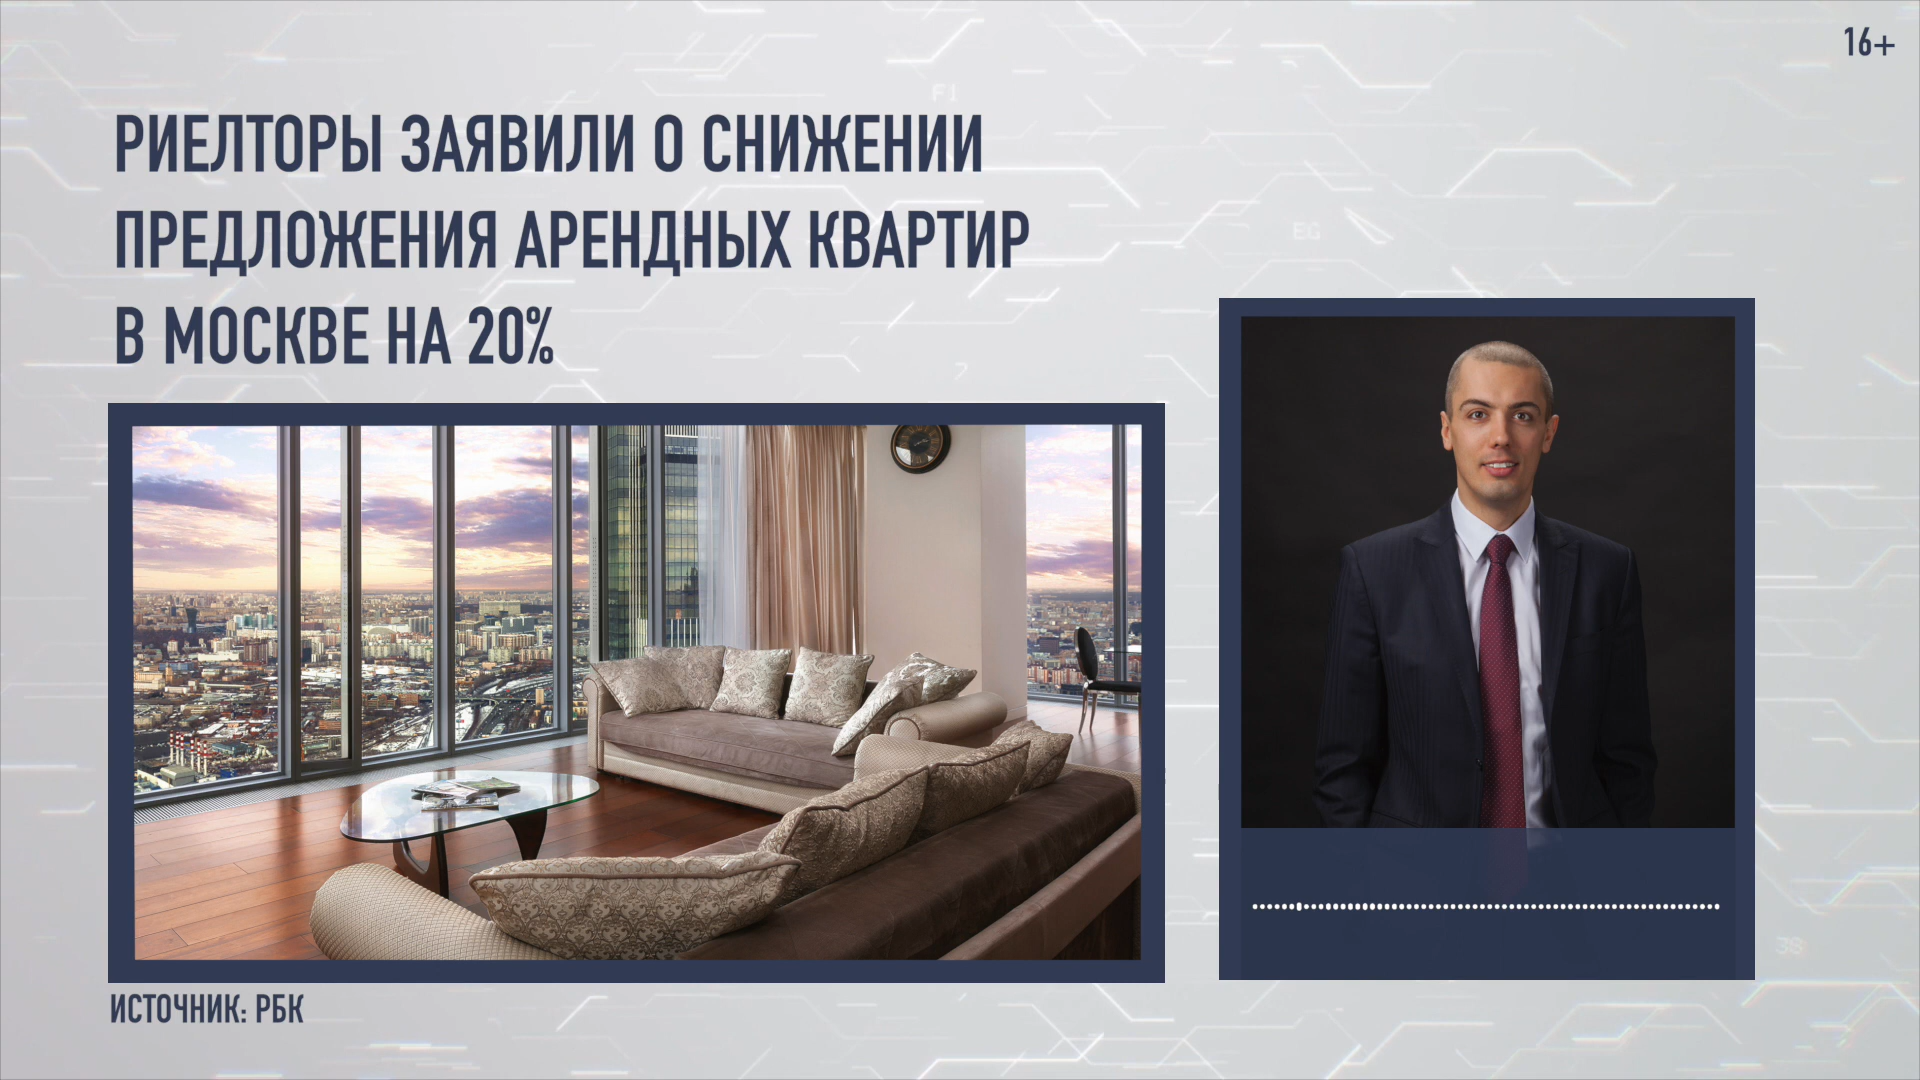 16+
РИЕЛТОРЫ ЗАЯВИЛИ О СНИЖЕНИИ
ПРЕДЛОЖЕНИЯ АРЕНДНЫХ КВАРТИР
В МОСКВЕ НА 20%
ИСТОЧНИК: РБК